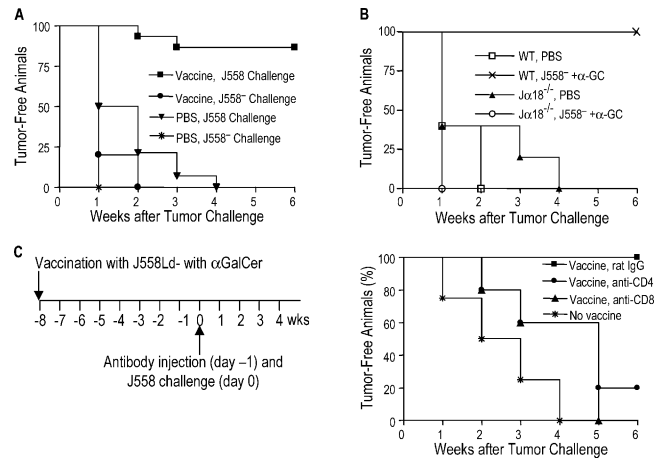 A
Tumor-Free Animals
100
75
50
25
0
Vaccine, J558 Challenge
Vaccine, J558⁻ Challenge
PBS, J558 Challenge
PBS, J558⁻ Challenge
0 1 2 3 4 5 6
Weeks after Tumor Challenge
B
Tumor-Free Animals
100
75
50
25
0
WT, PBS
WT, J558⁻ +α-GC
Jα18⁻/⁻, PBS
Jα18⁻/⁻, J558⁻ +α-GC
0 1 2 3 4 5 6
Weeks after Tumor Challenge
C
Vaccination with J558Ld- with αGalCer
-8 -7 -6 -5 -4 -3 -2 -1 0 1 2 3 4 wks
Antibody injection (day –1) and
J558 challenge (day 0)
Tumor-Free Animals (%)
100
80
60
40
20
0
Vaccine, rat IgG
Vaccine, anti-CD4
Vaccine, anti-CD8
No vaccine
0 1 2 3 4 5 6
Weeks after Tumor Challenge